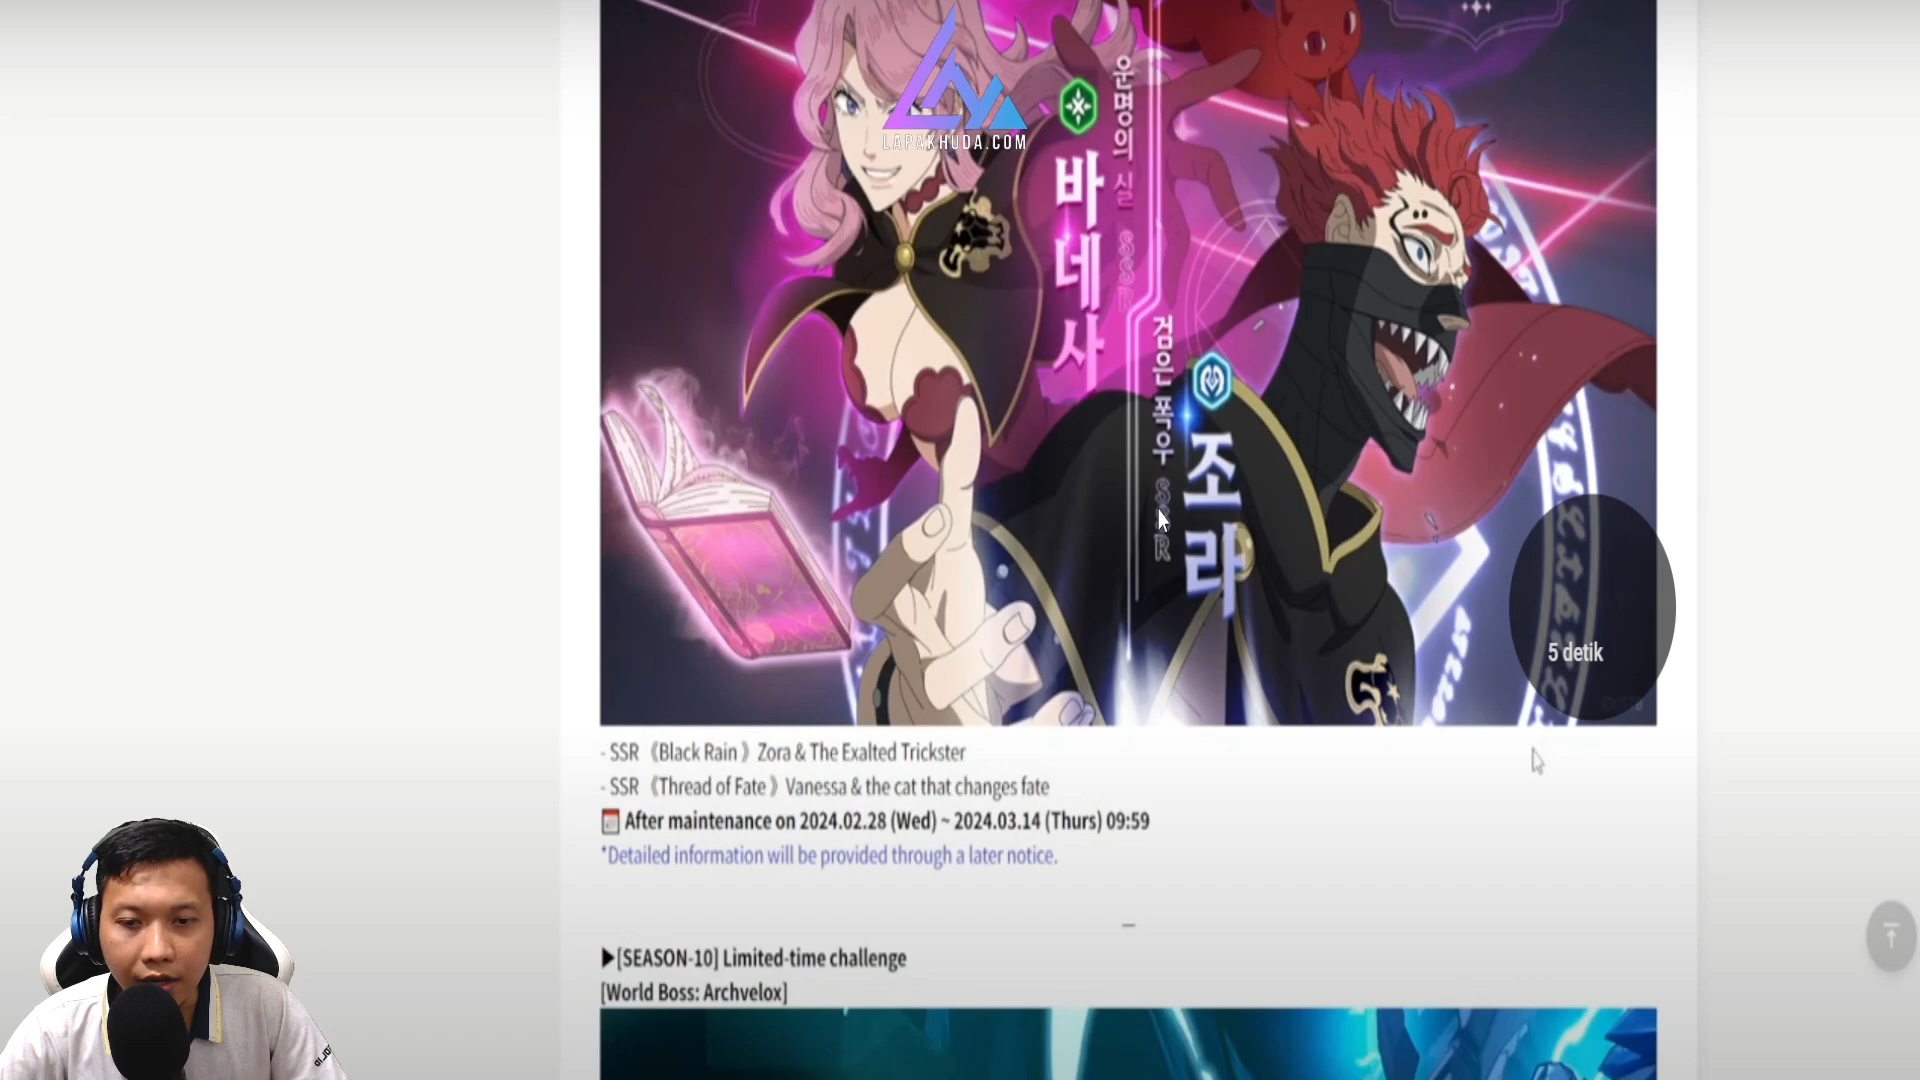 LAPAKHUDA.COM
운명의 실 SSR
바네사
검은 폭우 SSR
조라
5 detik
- SSR 《Black Rain 》 Zora & The Exalted Trickster
- SSR 《Thread of Fate 》 Vanessa & the cat that changes fate
After maintenance on 2024.02.28 (Wed) ~ 2024.03.14 (Thurs) 09:59
*Detailed information will be provided through a later notice.
▶[SEASON-10] Limited-time challenge
[World Boss: Archvelox]